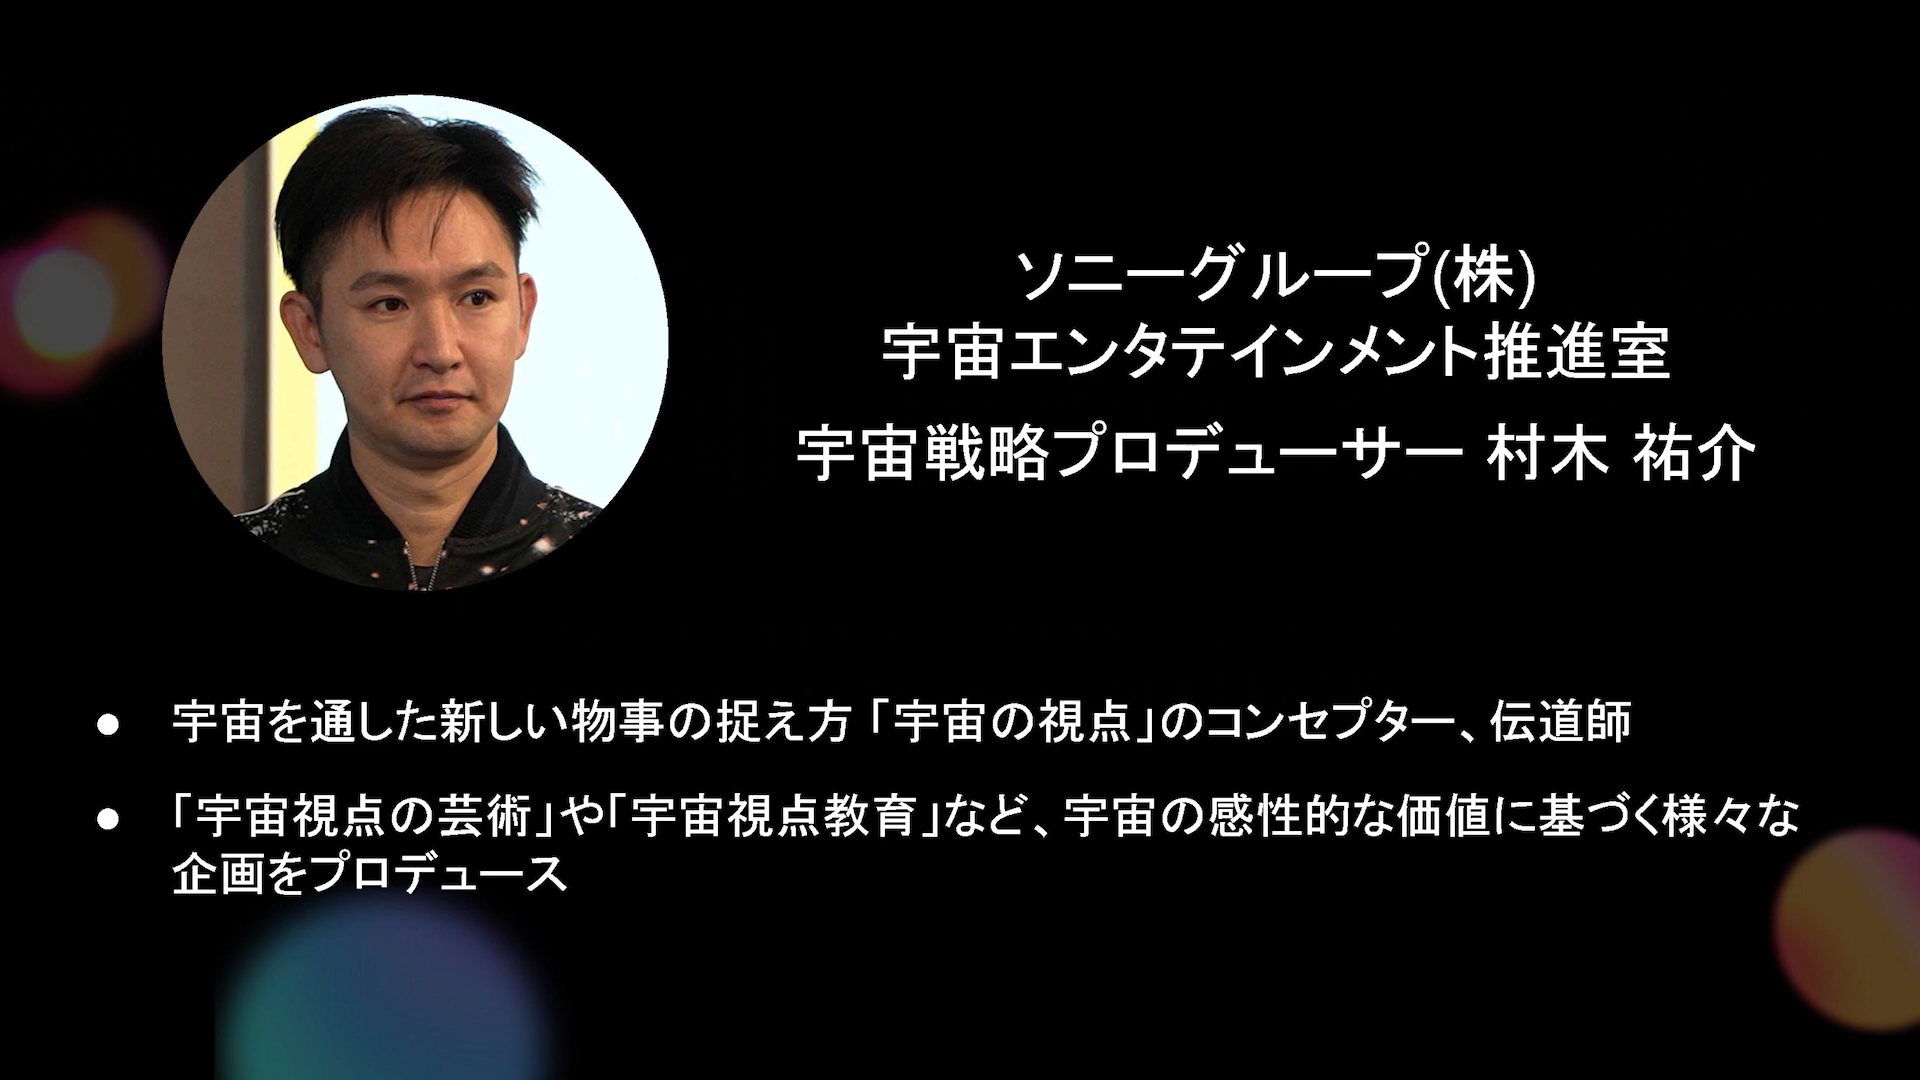 ソニーグループ(株)
宇宙エンタテインメント推進室
宇宙戦略プロデューサー 村木 祐介
● 宇宙を通した新しい物事の捉え方 「宇宙の視点」のコンセプター、伝道師
● 「宇宙視点の芸術」や「宇宙視点教育」など、宇宙の感性的な価値に基づく様々な
企画をプロデュース